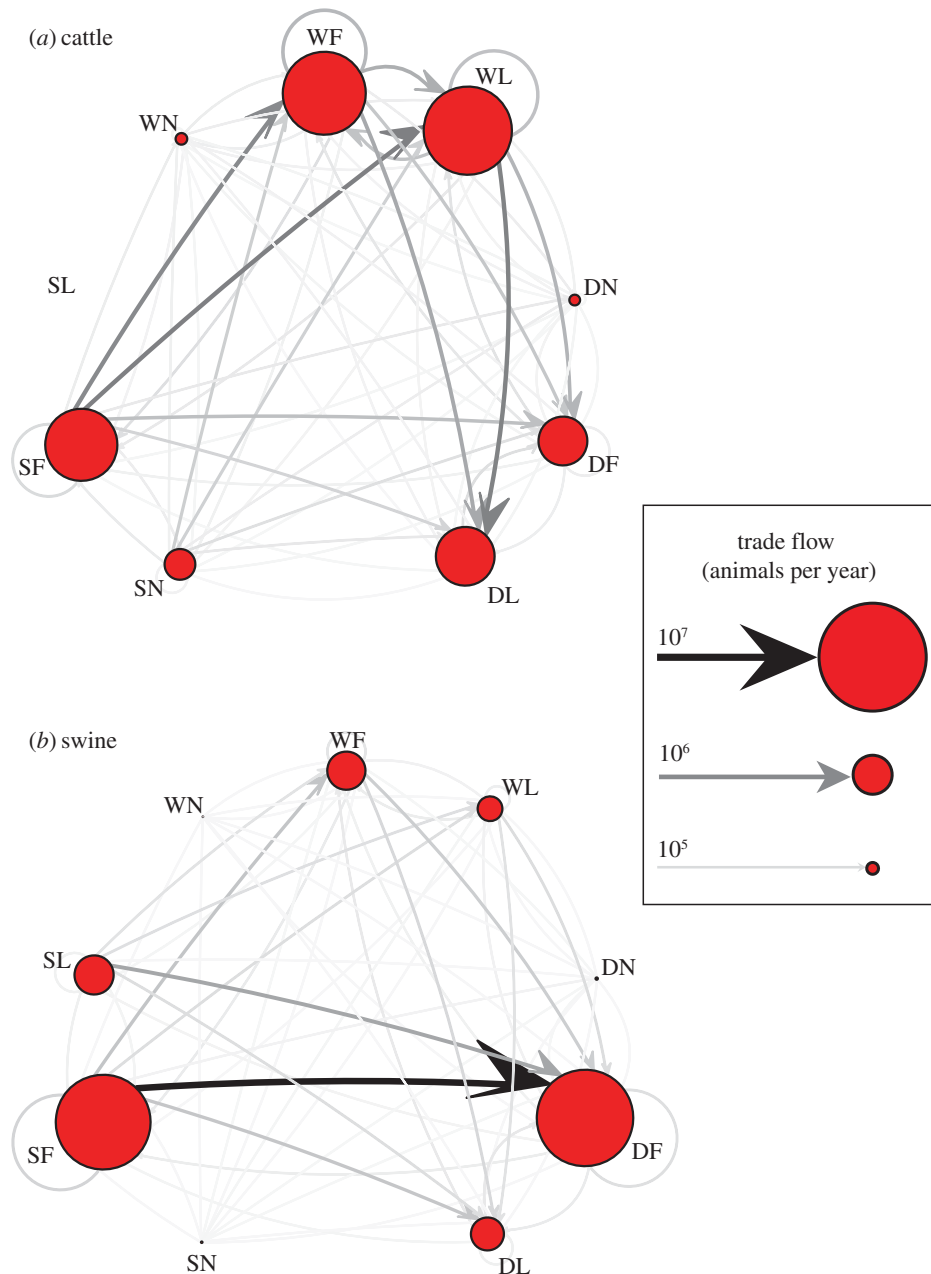 (a) cattle
WF
WL
WN
SL
DN
SF
DF
SN
DL
trade flow
(animals per year)
10⁷
10⁶
10⁵
(b) swine
WF
WL
WN
SL
DN
SF
DF
SN
DL